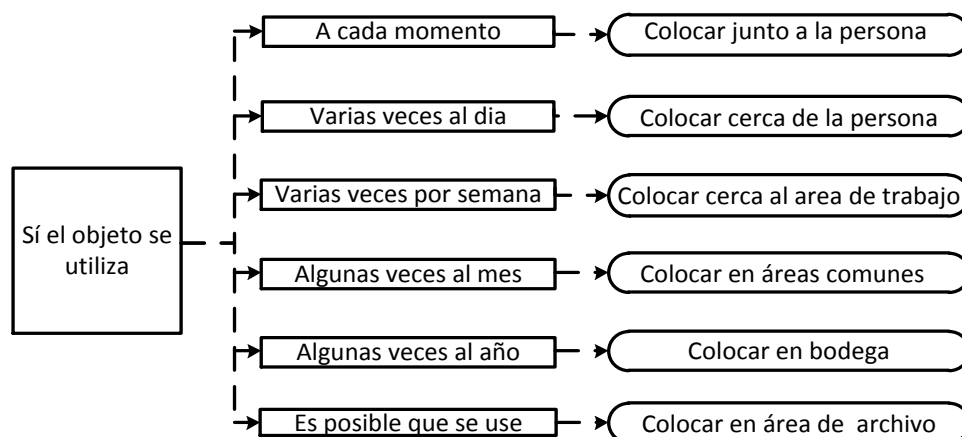 A cada momento
Colocar junto a la persona
Varias veces al dia
Colocar cerca de la persona
Varias veces por semana
Colocar cerca al area de trabajo
Sí el objeto se
utiliza
Algunas veces al mes
Colocar en áreas comunes
Algunas veces al año
Colocar en bodega
Es posible que se use
Colocar en área de archivo